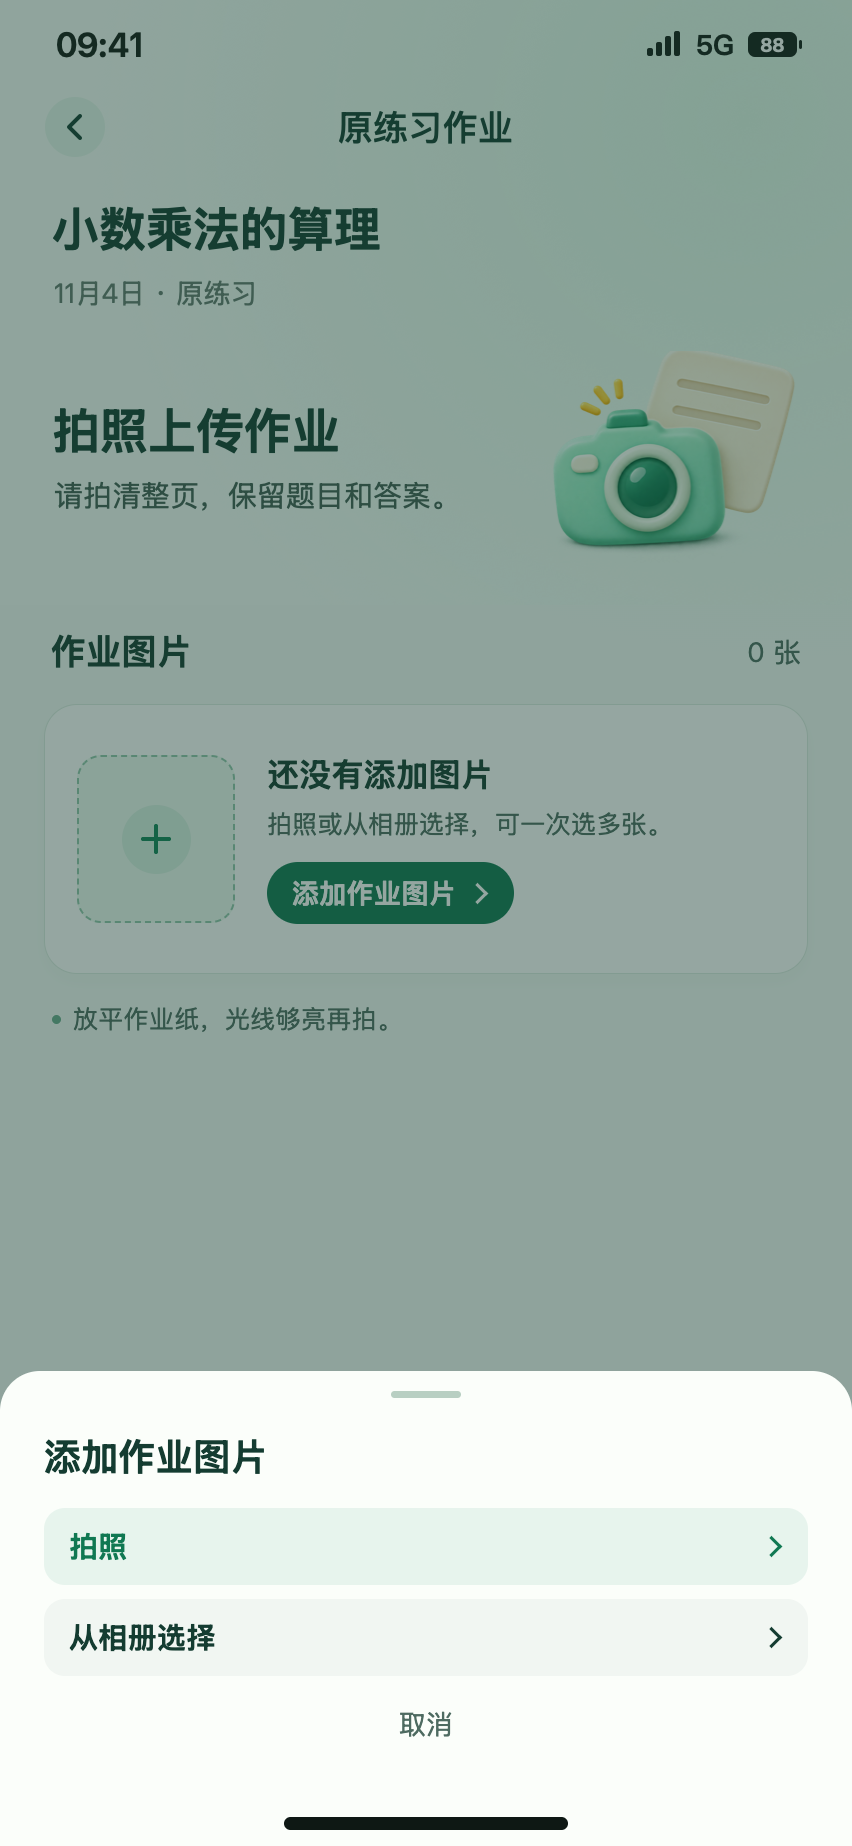 09:41
5G 88
原练习作业
小数乘法的算理
11月4日 · 原练习
拍照上传作业
请拍清整页，保留题目和答案。
作业图片
0 张
还没有添加图片
拍照或从相册选择，可一次选多张。
添加作业图片
放平作业纸，光线够亮再拍。
添加作业图片
拍照
从相册选择
取消